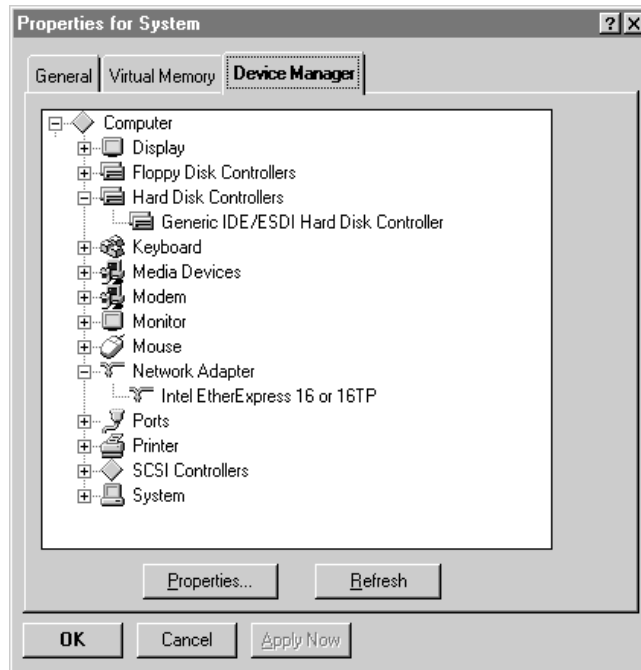 Properties for System
General Virtual Memory Device Manager
Computer
Display
Floppy Disk Controllers
Hard Disk Controllers
Generic IDE/ESDI Hard Disk Controller
Keyboard
Media Devices
Modem
Monitor
Mouse
Network Adapter
Intel EtherExpress 16 or 16TP
Ports
Printer
SCSI Controllers
System
Properties... Refresh
OK Cancel Apply Now